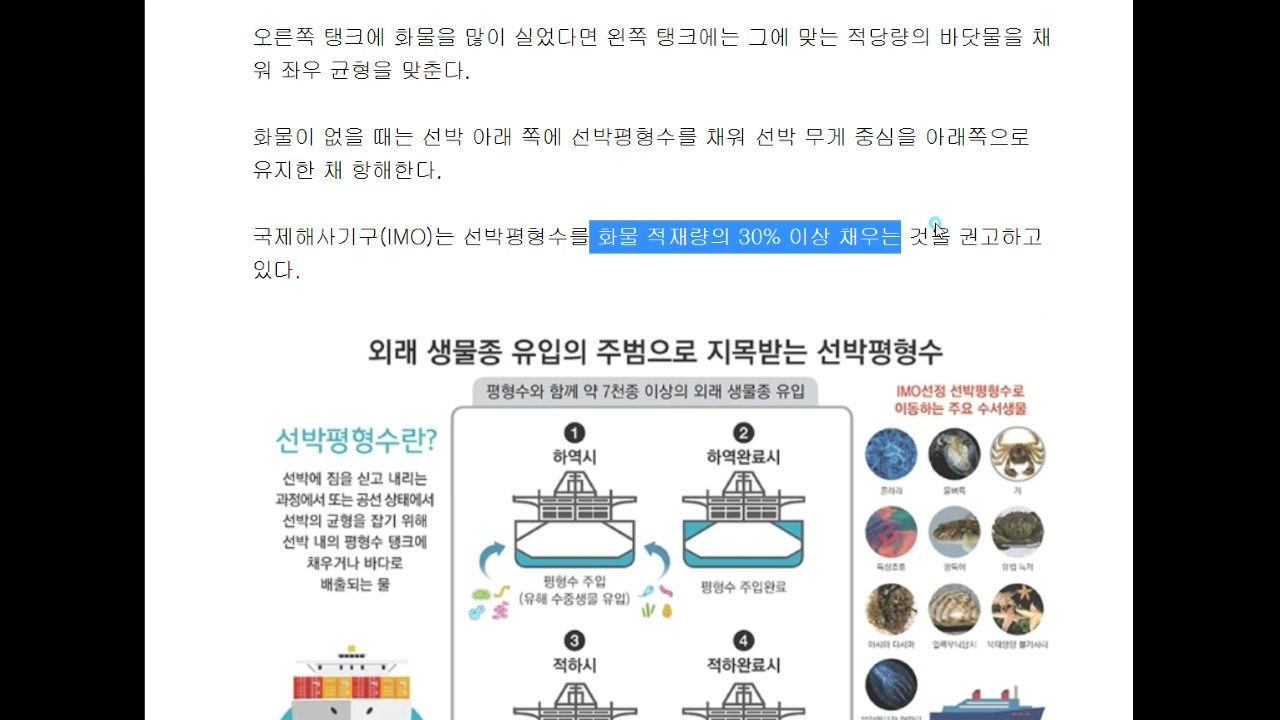 오른쪽 탱크에 화물을 많이 실었다면 왼쪽 탱크에는 그에 맞는 적당량의 바닷물을 채
워 좌우 균형을 맞춘다.
화물이 없을 때는 선박 아래 쪽에 선박평형수를 채워 선박 무게 중심을 아래쪽으로
유지한 채 항해한다.
국제해사기구(IMO)는 선박평형수를 화물 적재량의 30% 이상 채우는 것을 권고하고
있다.
외래 생물종 유입의 주범으로 지목받는 선박평형수
평형수와 함께 약 7천종 이상의 외래 생물종 유입
선박평형수란?
선박에 짐을 싣고 내리는
과정에서 또는 공선 상태에서
선박의 균형을 잡기 위해
선박 내의 평형수 탱크에
채우거나 바다로
배출되는 물
1
하역시
평형수 주입
(유해 수중생물 유입)
2
하역완료시
평형수 주입완료
3
적하시
4
적하완료시
IMO선정 선박평형수로
이동하는 주요 수서생물
콜레라
물벼룩
게
독성조류
왕둑어
유럽 녹게
아시아 다시마
얼룩무늬담치
북태평양 불가사리